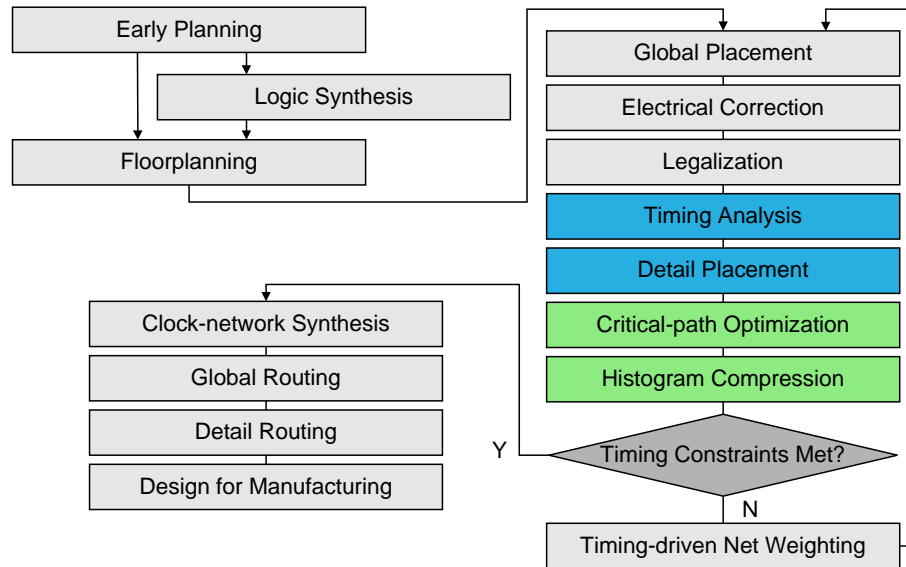 Early Planning
Logic Synthesis
Floorplanning
Global Placement
Electrical Correction
Legalization
Timing Analysis
Detail Placement
Critical-path Optimization
Histogram Compression
Timing Constraints Met?
Y
N
Timing-driven Net Weighting
Clock-network Synthesis
Global Routing
Detail Routing
Design for Manufacturing